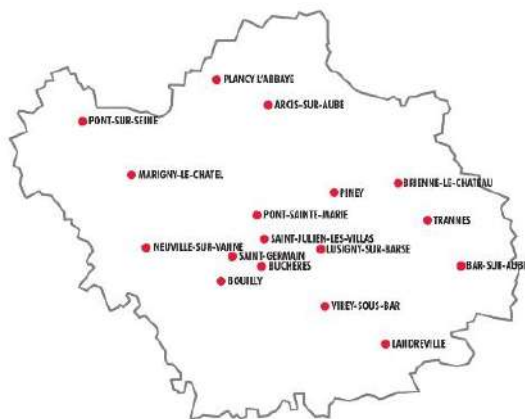 PLANCY L'ABBAYE
ARCIS-SUR-AUBE
PONT-SUR-SEINE
MARIGNY-LE-CHATEL
BRIENNE-LE-CHATEAU
PINEY
PONT-SAINTE-MARIE
TRANNES
SAINT-JULIEN-LES-VILLAS
NEUVILLE-SUR-VANNE
LUSIGNY-SUR-BARSE
SAINT-GERMAIN
BUCHERES
BAR-SUR-AUBE
BOUILLY
VIREY-SOUS-BAR
LANDREVILLE